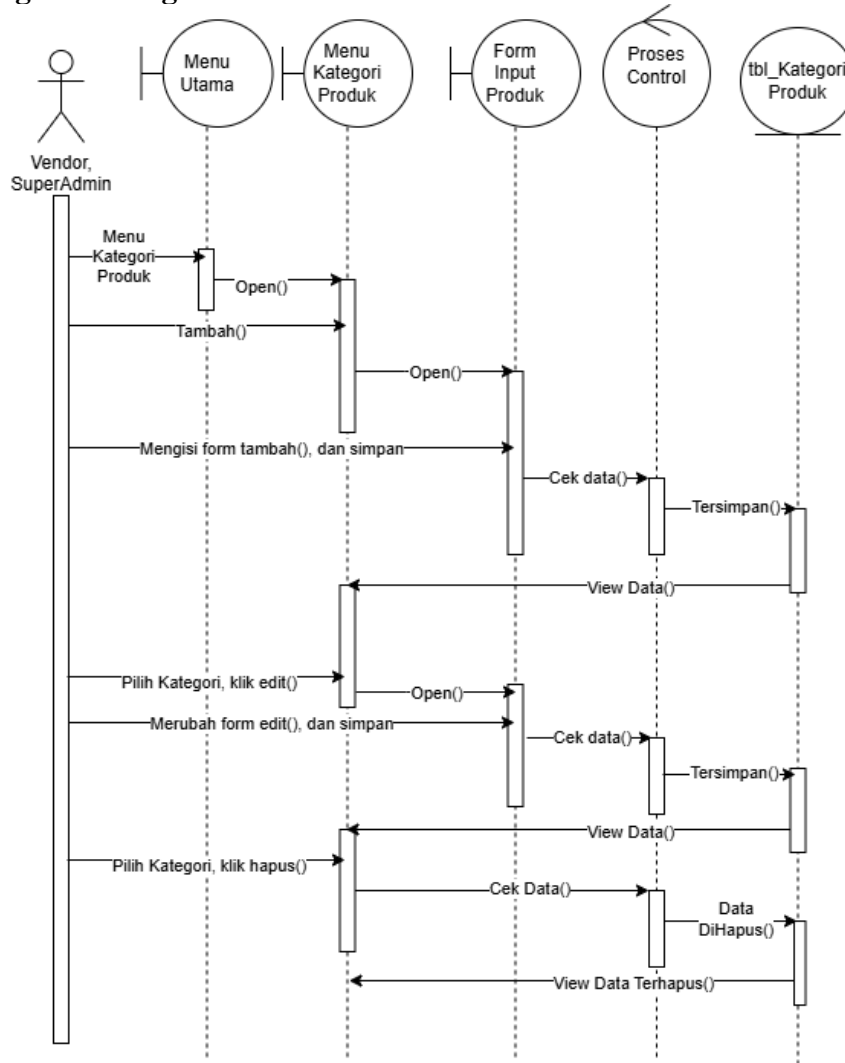 Menu
Utama
Menu
Kategori
Produk
Form
Input
Produk
Proses
Control
tbl_Kategori
Produk
Vendor,
SuperAdmin
Menu
Kategori
Produk
Open()
Tambah()
Open()
Mengisi form tambah(), dan simpan
Cek data()
Tersimpan()
View Data()
Pilih Kategori, klik edit()
Open()
Merubah form edit(), dan simpan
Cek data()
Tersimpan()
View Data()
Pilih Kategori, klik hapus()
Cek Data()
Data
DiHapus()
View Data Terhapus()